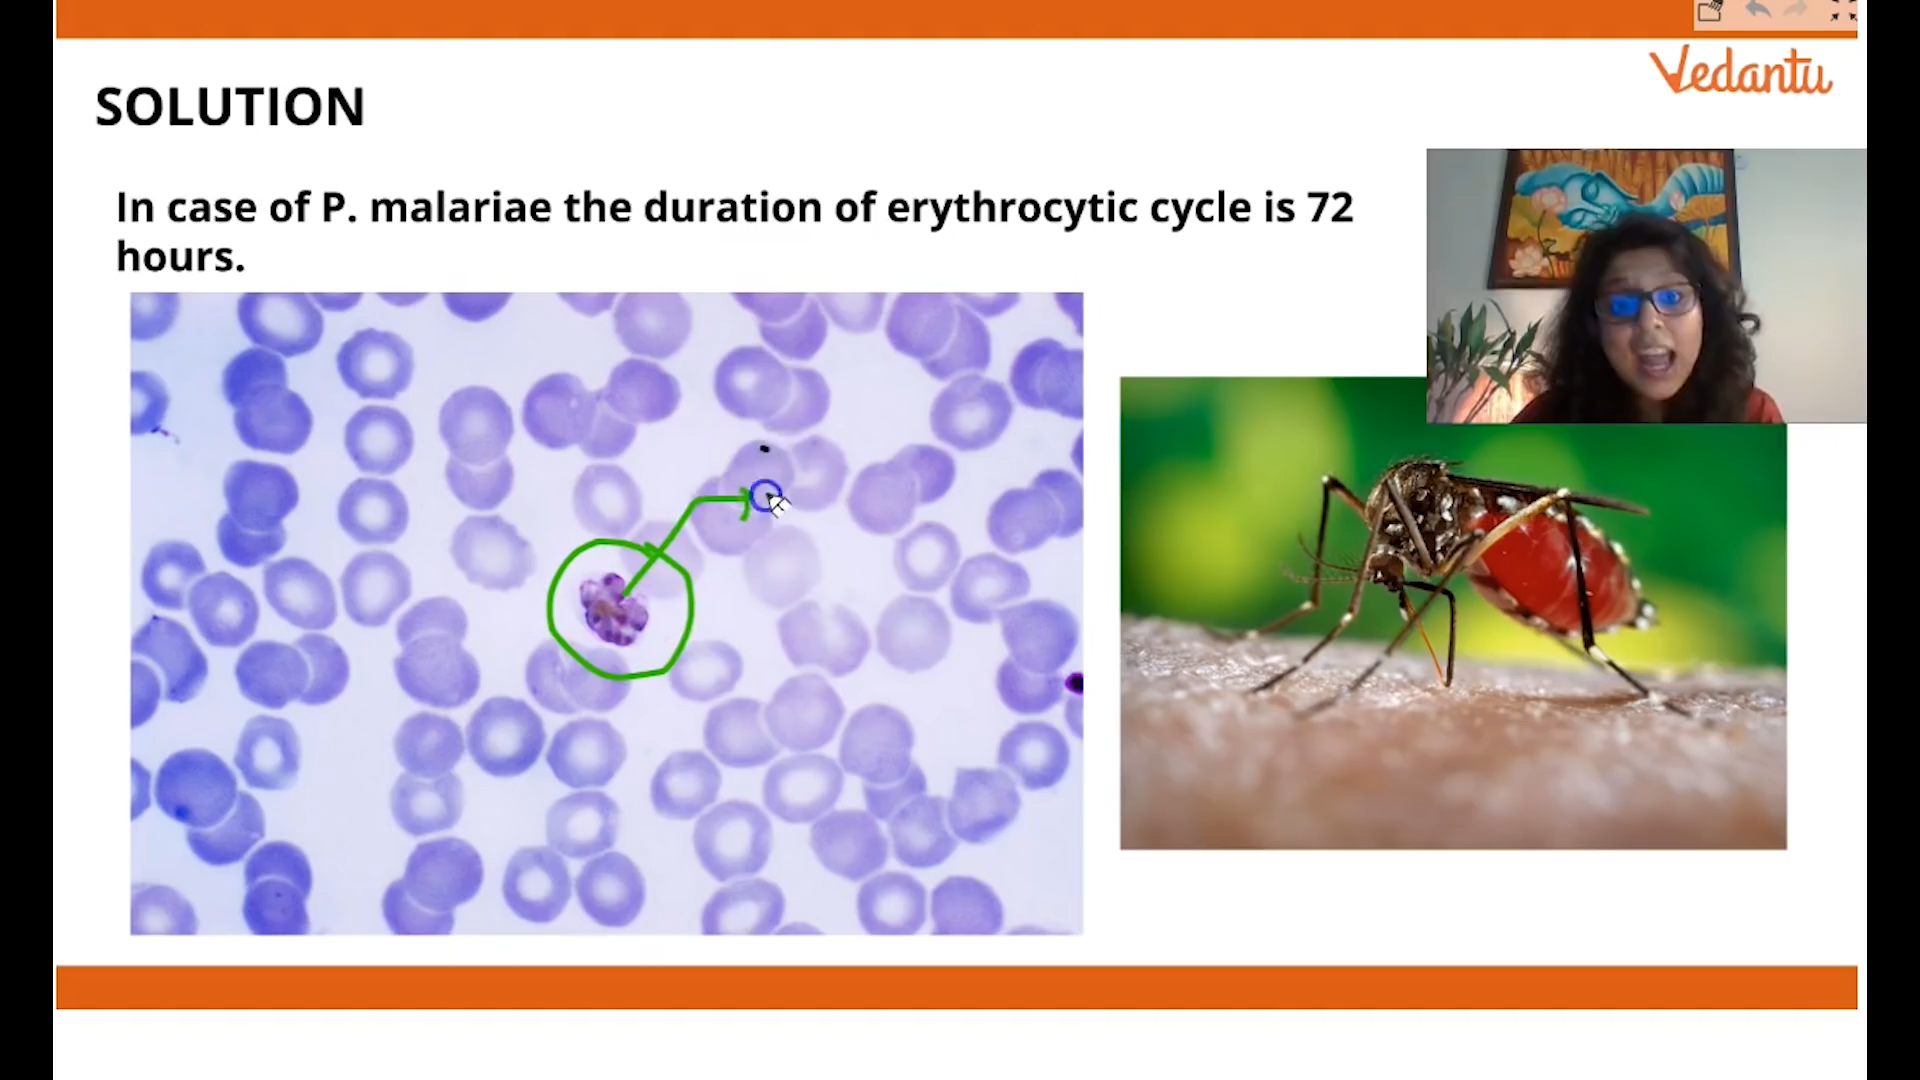 Vedantu
SOLUTION
In case of P. malariae the duration of erythrocytic cycle is 72
hours.